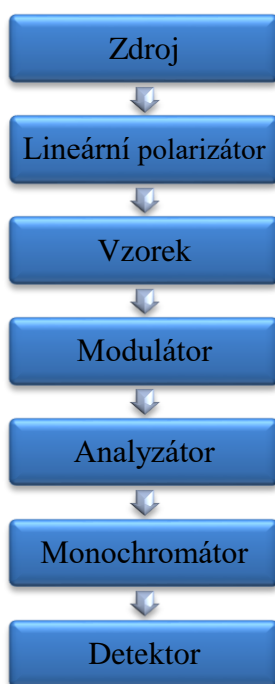 Zdroj
Lineární polarizátor
Vzorek
Modulátor
Analyzátor
Monochromátor
Detektor